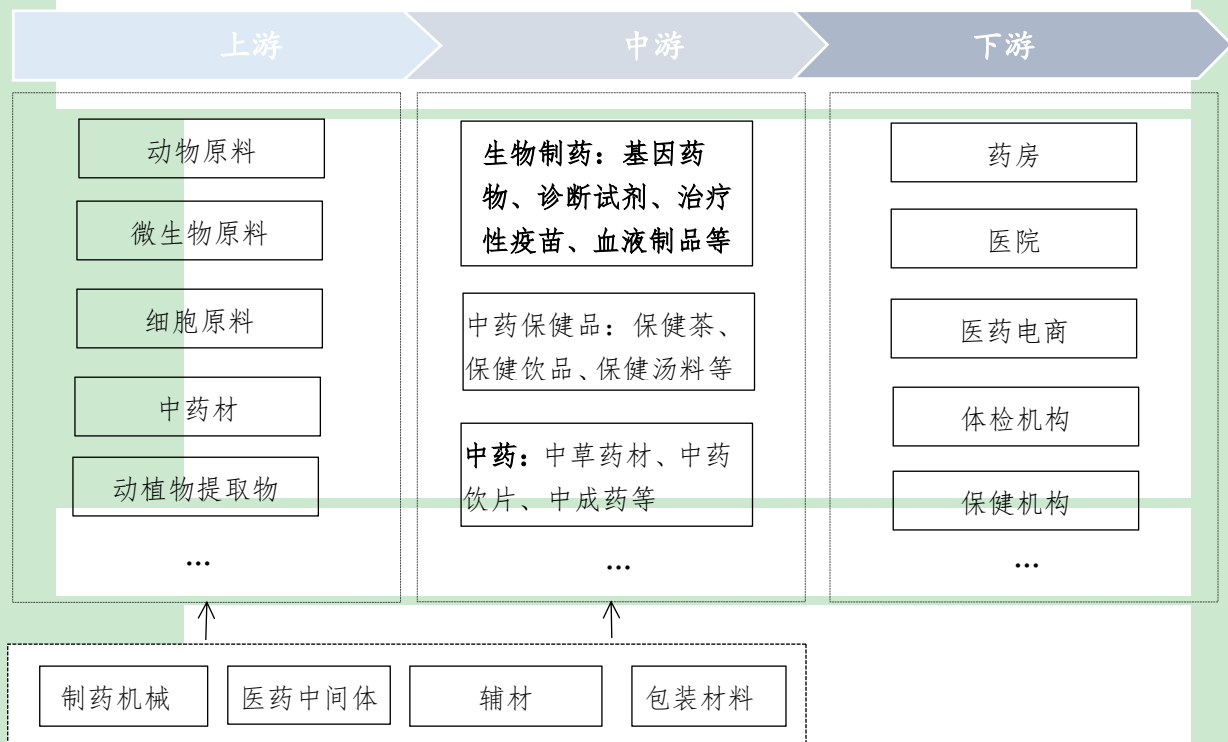 上游
中游
下游
动物原料
微生物原料
细胞原料
中药材
动植物提取物
...
生物制药：基因药
物、诊断试剂、治疗
性疫苗、血液制品等
中药保健品：保健茶、
保健饮品、保健汤料等
中药：中草药材、中药
饮片、中成药等
...
药房
医院
医药电商
体检机构
保健机构
...
制药机械
医药中间体
辅材
包装材料